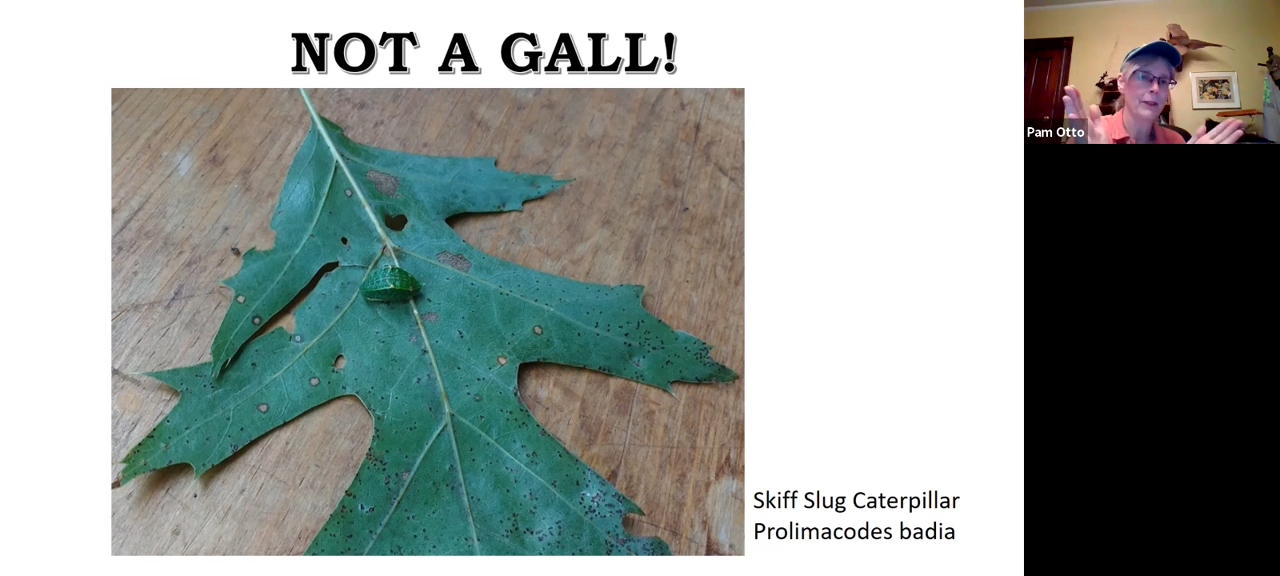 NOT A GALL!
Pam Otto
Skiff Slug Caterpillar
Prolimacodes badia